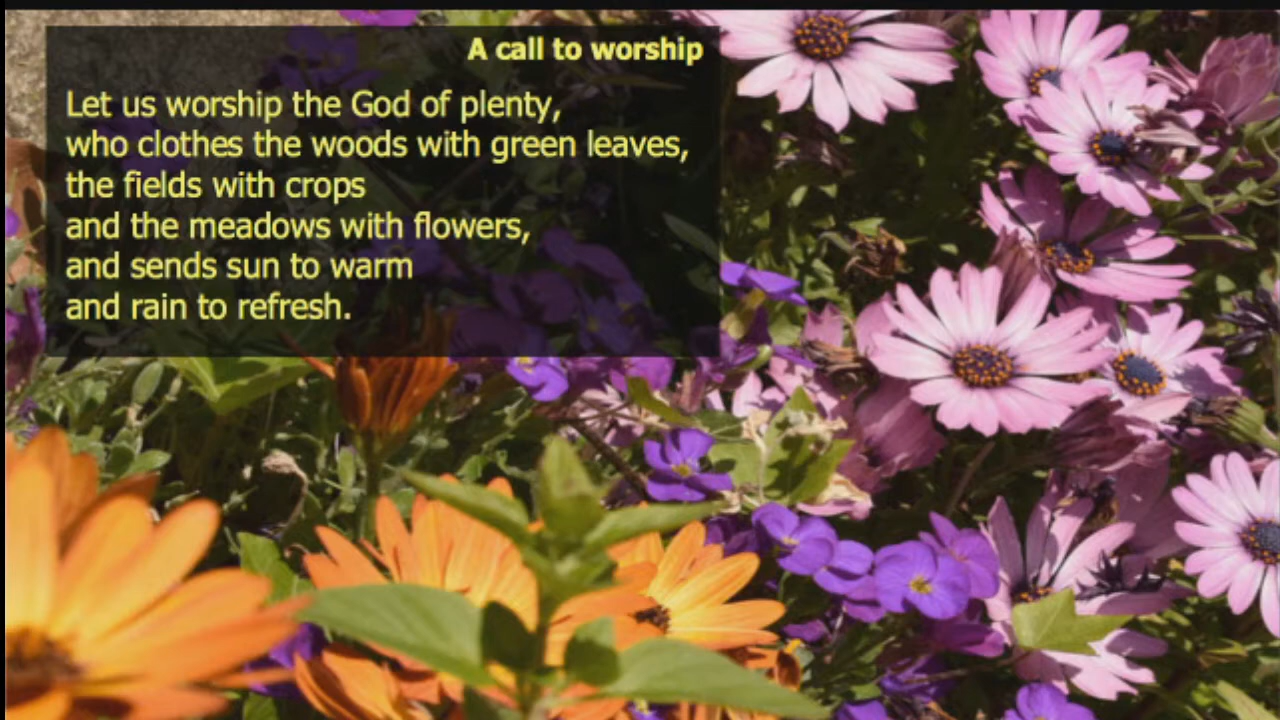 A call to worship
Let us worship the God of plenty,
who clothes the woods with green leaves,
the fields with crops
and the meadows with flowers,
and sends sun to warm
and rain to refresh.